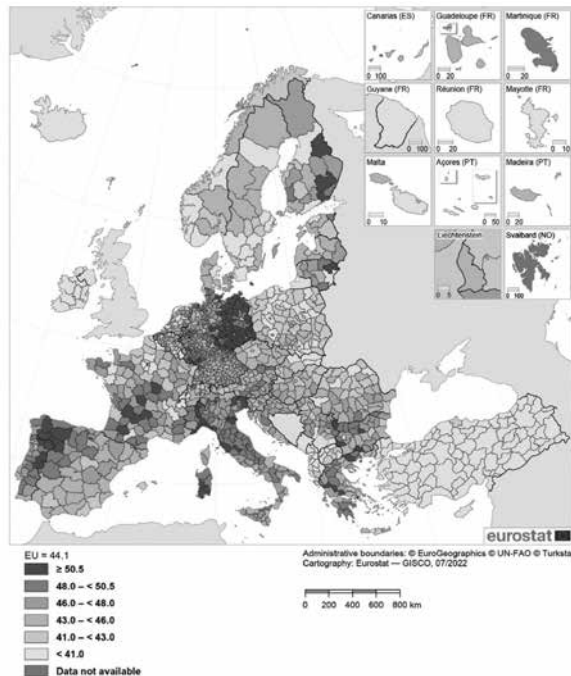 Canarias (ES)
0 100
Guadeloupe (FR)
0 20
Martinique (FR)
0 20
Guyane (FR)
0 100
Réunion (FR)
0 20
Mayotte (FR)
0 10
Malta
0 10
Açores (PT)
0 50
Madeira (PT)
0 20
Liechtenstein
0 5
Svalbard (NO)
0 100
eurostat
EU = 44.1
≥ 50.5
48.0 – < 50.5
46.0 – < 48.0
43.0 – < 46.0
41.0 – < 43.0
< 41.0
Data not available
Administrative boundaries: © EuroGeographics © UN-FAO © Turksta
Cartography: Eurostat — GISCO, 07/2022
0 200 400 600 800 km